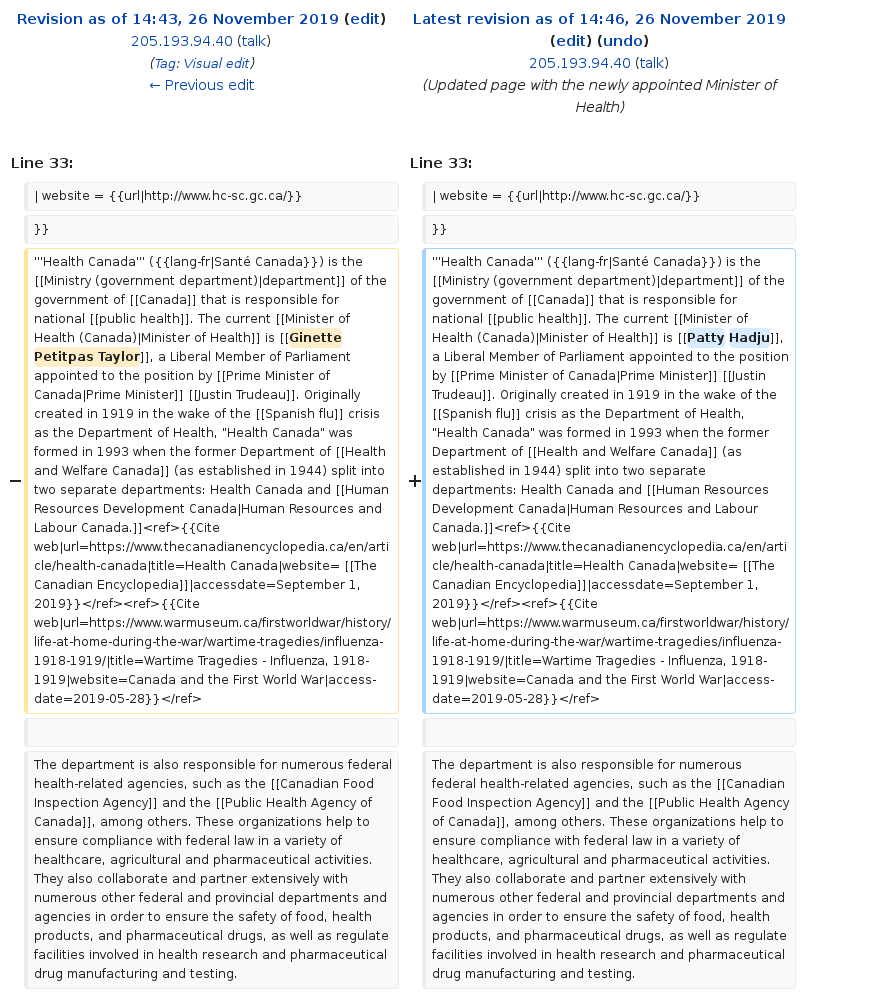 Revision as of 14:43, 26 November 2019 (edit)
205.193.94.40 (talk)
(Tag: Visual edit)
← Previous edit
Latest revision as of 14:46, 26 November 2019
(edit) (undo)
205.193.94.40 (talk)
(Updated page with the newly appointed Minister of
Health)
Line 33:
| website = {{url|http://www.hc-sc.gc.ca/}}
}}
−
'''Health Canada''' ({{lang-fr|Santé Canada}}) is the
[[Ministry (government department)|department]] of the
government of [[Canada]] that is responsible for
national [[public health]]. The current [[Minister of
Health (Canada)|Minister of Health]] is [[Ginette
Petitpas Taylor]], a Liberal Member of Parliament
appointed to the position by [[Prime Minister of
Canada|Prime Minister]] [[Justin Trudeau]]. Originally
created in 1919 in the wake of the [[Spanish flu]] crisis
as the Department of Health, "Health Canada" was
formed in 1993 when the former Department of [[Health
and Welfare Canada]] (as established in 1944) split into
two separate departments: Health Canada and [[Human
Resources Development Canada|Human Resources and
Labour Canada.]]<ref>{{Cite
web|url=https://www.thecanadianencyclopedia.ca/en/arti
cle/health-canada|title=Health Canada|website= [[The
Canadian Encyclopedia]]|accessdate=September 1,
2019}}</ref><ref>{{Cite
web|url=https://www.warmuseum.ca/firstworldwar/history/
life-at-home-during-the-war/wartime-tragedies/influenza-
1918-1919/|title=Wartime Tragedies - Influenza, 1918-
1919|website=Canada and the First World War|access-
date=2019-05-28}}</ref>
The department is also responsible for numerous federal
health-related agencies, such as the [[Canadian Food
Inspection Agency]] and the [[Public Health Agency of
Canada]], among others. These organizations help to
ensure compliance with federal law in a variety of
healthcare, agricultural and pharmaceutical activities.
They also collaborate and partner extensively with
numerous other federal and provincial departments and
agencies in order to ensure the safety of food, health
products, and pharmaceutical drugs, as well as regulate
facilities involved in health research and pharmaceutical
drug manufacturing and testing.
Line 33:
| website = {{url|http://www.hc-sc.gc.ca/}}
}}
+
'''Health Canada''' ({{lang-fr|Santé Canada}}) is the
[[Ministry (government department)|department]] of the
government of [[Canada]] that is responsible for
national [[public health]]. The current [[Minister of
Health (Canada)|Minister of Health]] is [[Patty Hadju]],
a Liberal Member of Parliament appointed to the position
by [[Prime Minister of Canada|Prime Minister]] [[Justin
Trudeau]]. Originally created in 1919 in the wake of the
[[Spanish flu]] crisis as the Department of Health,
"Health Canada" was formed in 1993 when the former
Department of [[Health and Welfare Canada]] (as
established in 1944) split into two separate
departments: Health Canada and [[Human Resources
Development Canada|Human Resources and Labour
Canada.]]<ref>{{Cite
web|url=https://www.thecanadianencyclopedia.ca/en/arti
cle/health-canada|title=Health Canada|website= [[The
Canadian Encyclopedia]]|accessdate=September 1,
2019}}</ref><ref>{{Cite
web|url=https://www.warmuseum.ca/firstworldwar/history/
life-at-home-during-the-war/wartime-tragedies/influenza-
1918-1919/|title=Wartime Tragedies - Influenza, 1918-
1919|website=Canada and the First World War|access-
date=2019-05-28}}</ref>
The department is also responsible for numerous
federal health-related agencies, such as the [[Canadian
Food Inspection Agency]] and the [[Public Health Agency
of Canada]], among others. These organizations help to
ensure compliance with federal law in a variety of
healthcare, agricultural and pharmaceutical activities.
They also collaborate and partner extensively with
numerous other federal and provincial departments and
agencies in order to ensure the safety of food, health
products, and pharmaceutical drugs, as well as regulate
facilities involved in health research and pharmaceutical
drug manufacturing and testing.